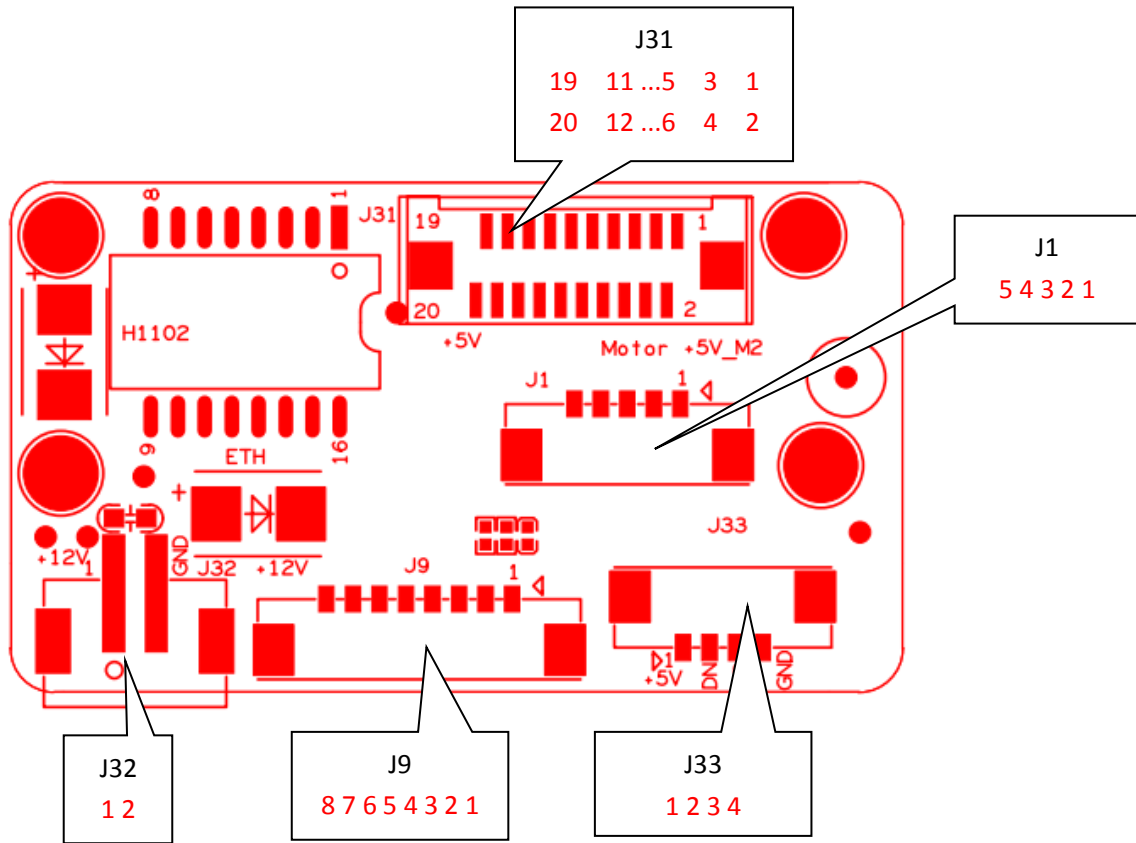 J31
19 11 ...5 3 1
20 12 ...6 4 2
8
1
J31
19
1
J1
5 4 3 2 1
+
H1102
20
2
+5V
Motor +5V_M2
J1
1
9
16
ETH
+
J33
+12V
1
GND
J32
+12V
J9
1
1
+5V
DN
GND
J32
1 2
J9
8 7 6 5 4 3 2 1
J33
1 2 3 4